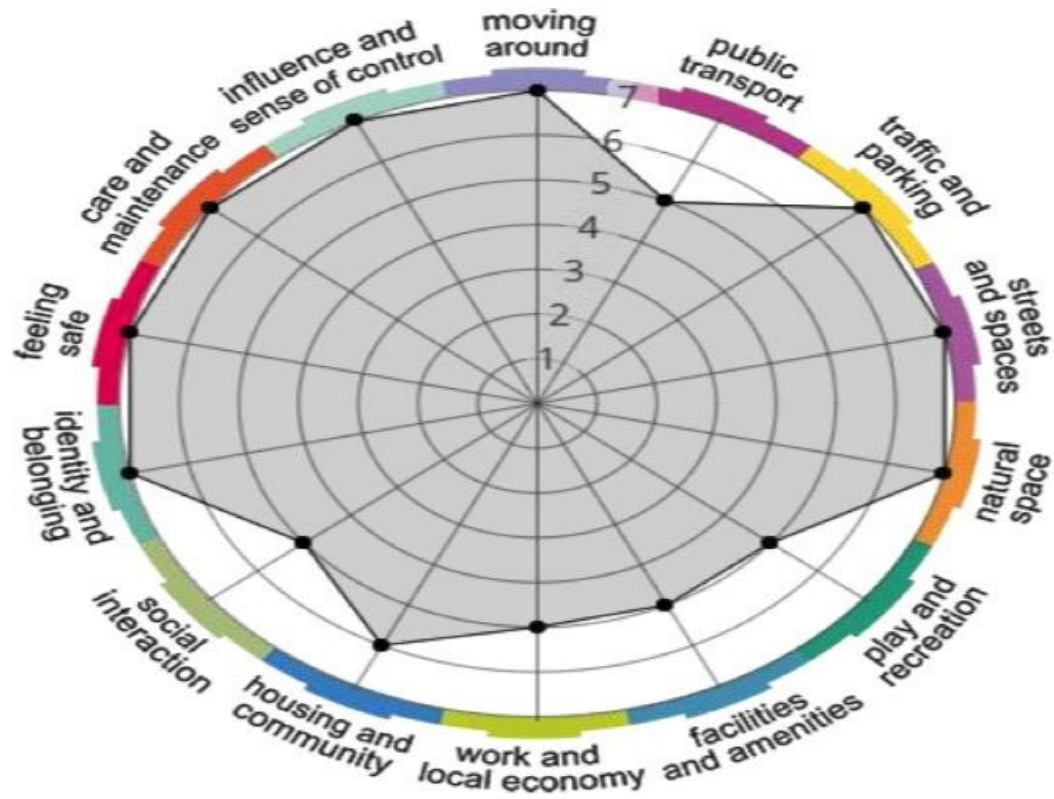 moving
around
public
transport
traffic and
parking
streets
and spaces
natural
space
play and
recreation
facilities
and amenities
work and
local economy
housing and
community
social
interaction
identity and
belonging
feeling
safe
care and
maintenance
influence and
sense of control
7
6
5
4
3
2
1